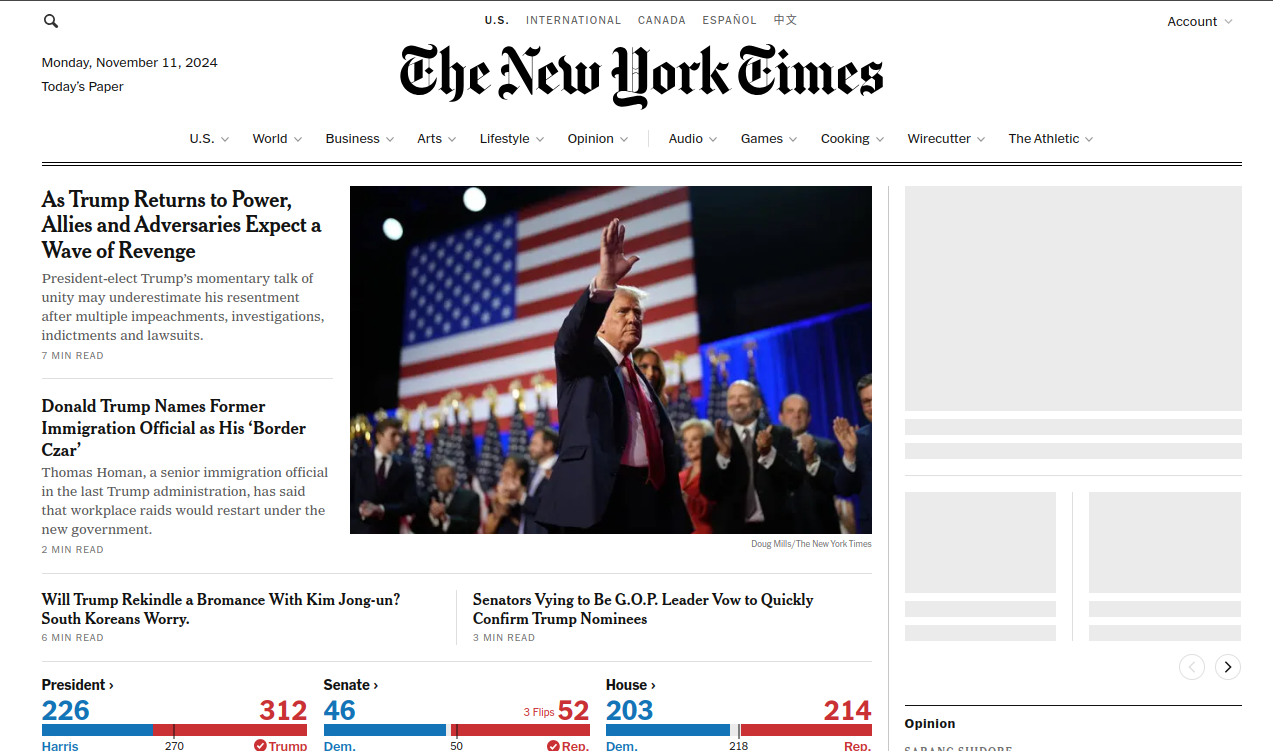 U.S. INTERNATIONAL CANADA ESPAÑOL 中文
Account
Monday, November 11, 2024
Today's Paper
The New York Times
U.S. World Business Arts Lifestyle Opinion Audio Games Cooking Wirecutter The Athletic
As Trump Returns to Power,
Allies and Adversaries Expect a
Wave of Revenge
President-elect Trump's momentary talk of
unity may underestimate his resentment
after multiple impeachments, investigations,
indictments and lawsuits.
7 MIN READ
Donald Trump Names Former
Immigration Official as His ‘Border
Czar’
Thomas Homan, a senior immigration official
in the last Trump administration, has said
that workplace raids would restart under the
new government.
2 MIN READ
Doug Mills/The New York Times
Will Trump Rekindle a Bromance With Kim Jong-un?
South Koreans Worry.
6 MIN READ
Senators Vying to Be G.O.P. Leader Vow to Quickly
Confirm Trump Nominees
3 MIN READ
President ›
226 312
Harris 270 Trump
Senate ›
46 3 Flips 52
Dem. 50 Rep.
House ›
203 214
Dem. 218 Rep.
Opinion
SARANG SHIDORE